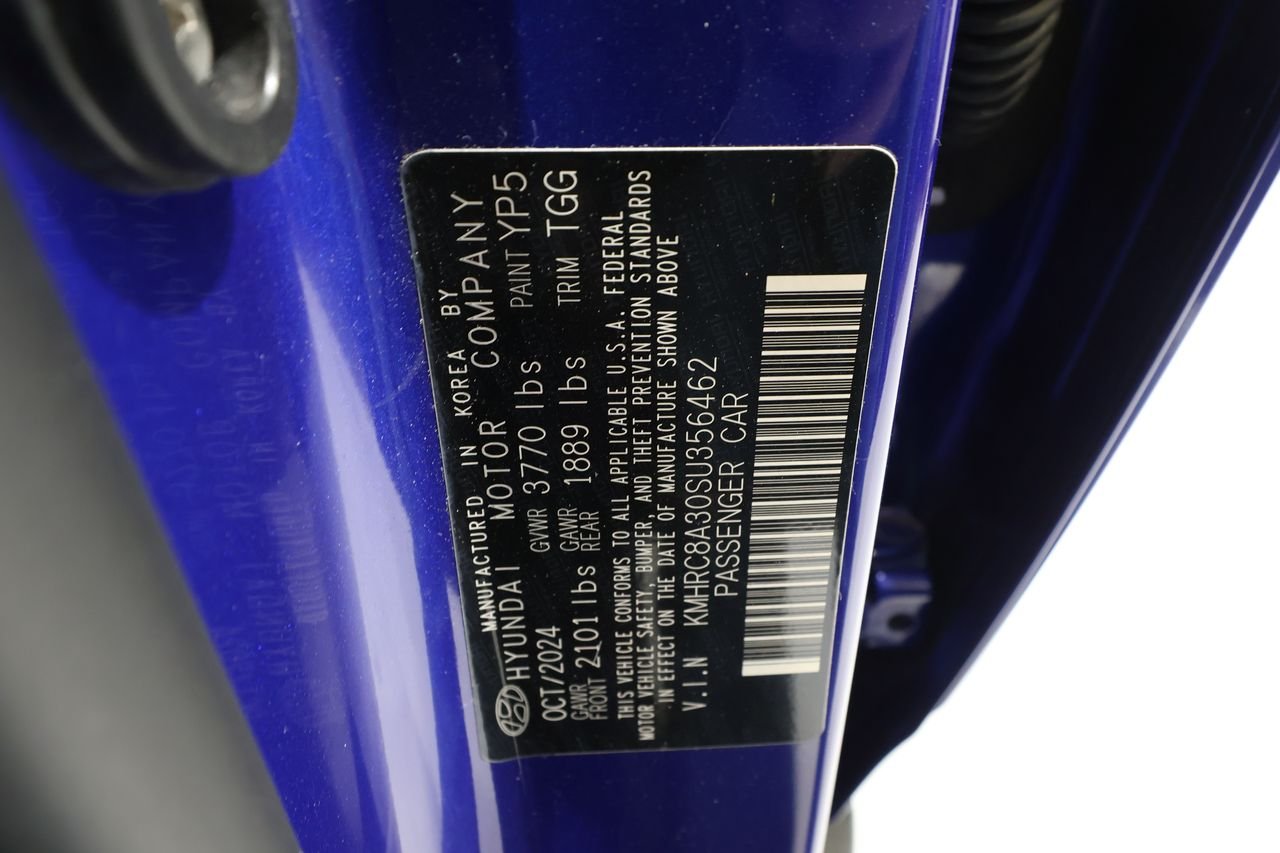 MANUFACTURED IN KOREA BY
HYUNDAI MOTOR COMPANY
OCT/2024 GVWR 3770 lbs PAINT YP5
GAWR FRONT 2101 lbs GAWR REAR 1889 lbs TRIM TGG
THIS VEHICLE CONFORMS TO ALL APPLICABLE U.S.A. FEDERAL
MOTOR VEHICLE SAFETY, BUMPER, AND THEFT PREVENTION STANDARDS
IN EFFECT ON THE DATE OF MANUFACTURE SHOWN ABOVE
V.I.N KMHRC8A30SU356462
PASSENGER CAR